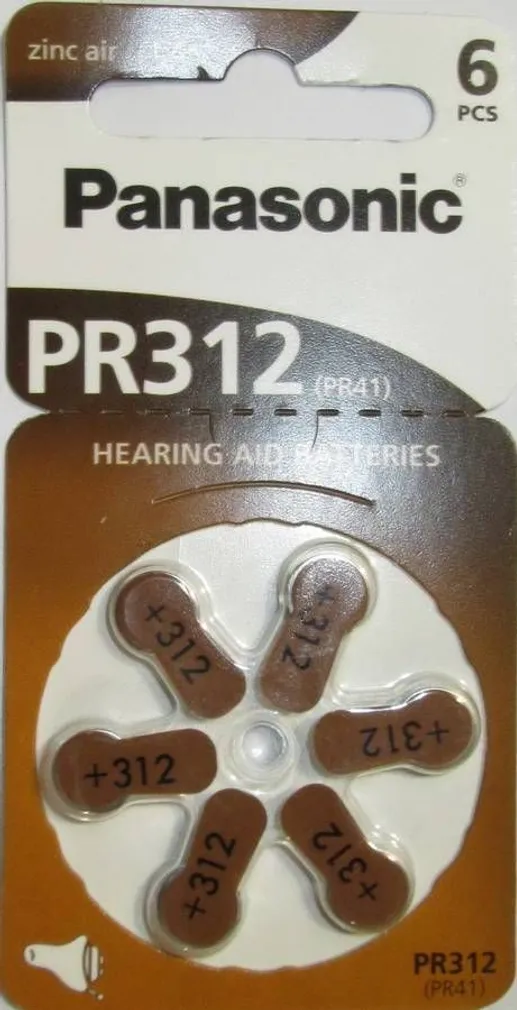 zinc air
6
PCS
Panasonic®
PR312 (PR41)
HEARING AID BATTERIES
+312
+312
+312
+312
+312
+312
PR312
(PR41)